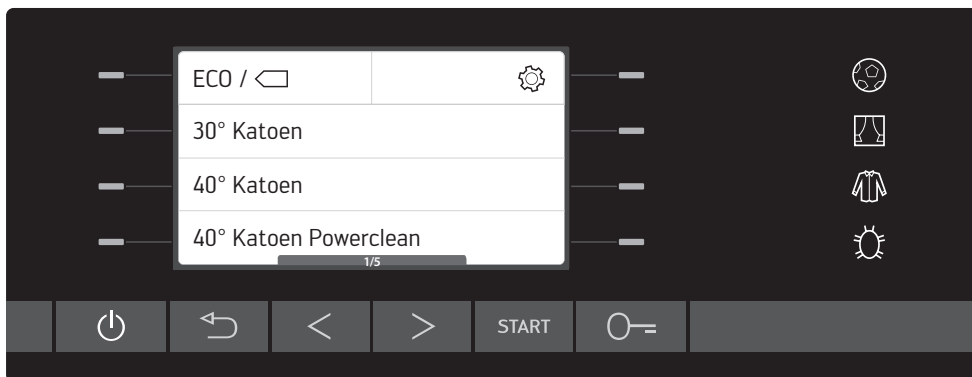 ECO /
30° Katoen
40° Katoen
40° Katoen Powerclean
1/5
START